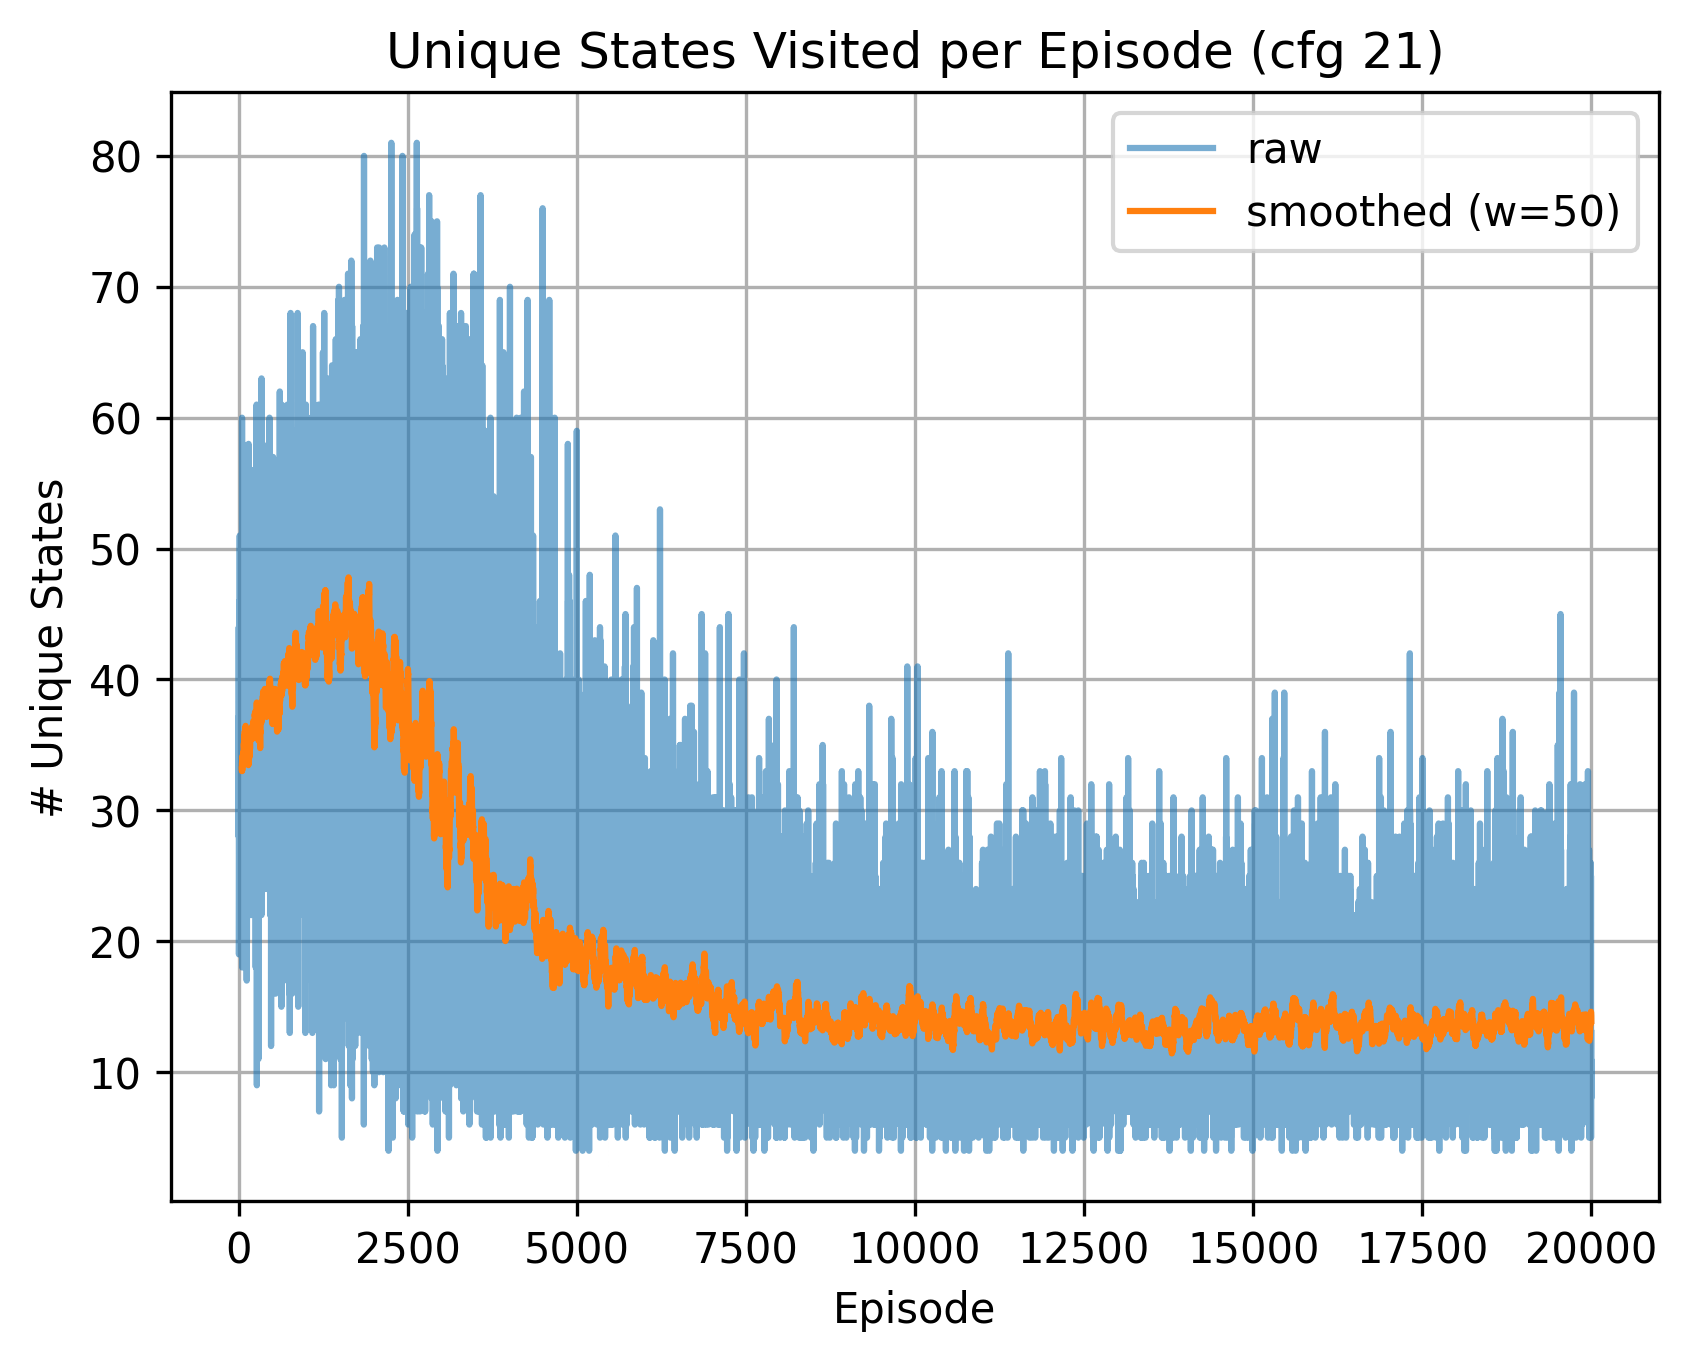 Unique States Visited per Episode (cfg 21)
raw
smoothed (w=50)
# Unique States
80
70
60
50
40
30
20
10
0 2500 5000 7500 10000 12500 15000 17500 20000
Episode